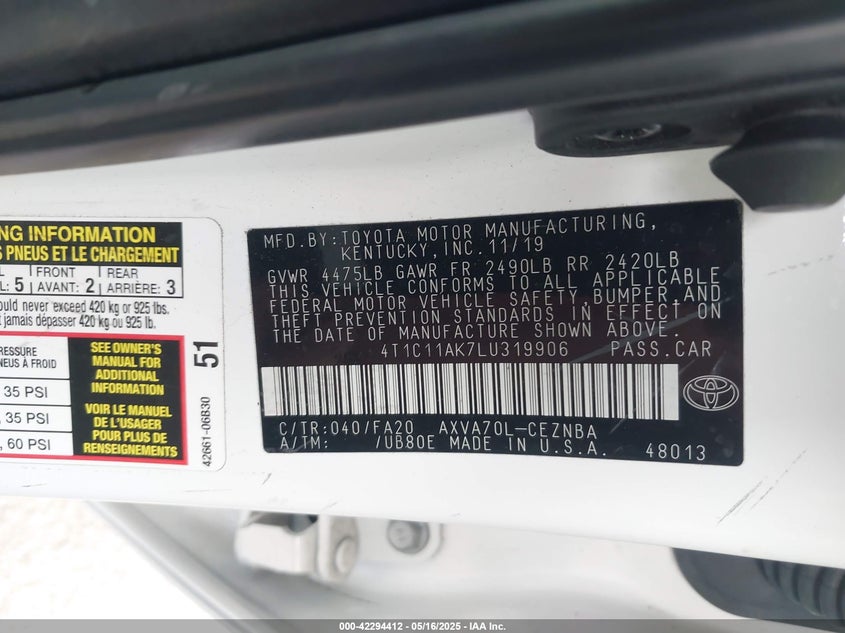 NG INFORMATION
S PNEUS ET LE CHARGEMENT
L FRONT REAR
L: 5 AVANT: 2 ARRIÈRE: 3
ould never exceed 420 kg or 925 lbs.
t jamais dépasser 420 kg ou 925 lb.
RESSURE
NEUS À FROID
35 PSI
, 35 PSI
, 60 PSI
SEE OWNER'S
MANUAL FOR
ADDITIONAL
INFORMATION
VOIR LE MANUEL
DE L'USAGER
POUR PLUS DE
RENSEIGNEMENTS
51
42661-06B30
MFD.BY:TOYOTA MOTOR MANUFACTURING,
KENTUCKY, INC. 11/19
GVWR 4475LB GAWR FR 2490LB RR 2420LB
THIS VEHICLE CONFORMS TO ALL APPLICABLE
FEDERAL MOTOR VEHICLE SAFETY, BUMPER, AND
THEFT PREVENTION STANDARDS IN EFFECT ON
THE DATE OF MANUFACTURE SHOWN ABOVE.
4T1C11AK7LU319906 PASS.CAR
C/TR:040/FA20 AXVA70L-CEZNBA
A/TM: /UB80E MADE IN U.S.A. 48013
000-42294412 - 05/16/2025 - IAA Inc.